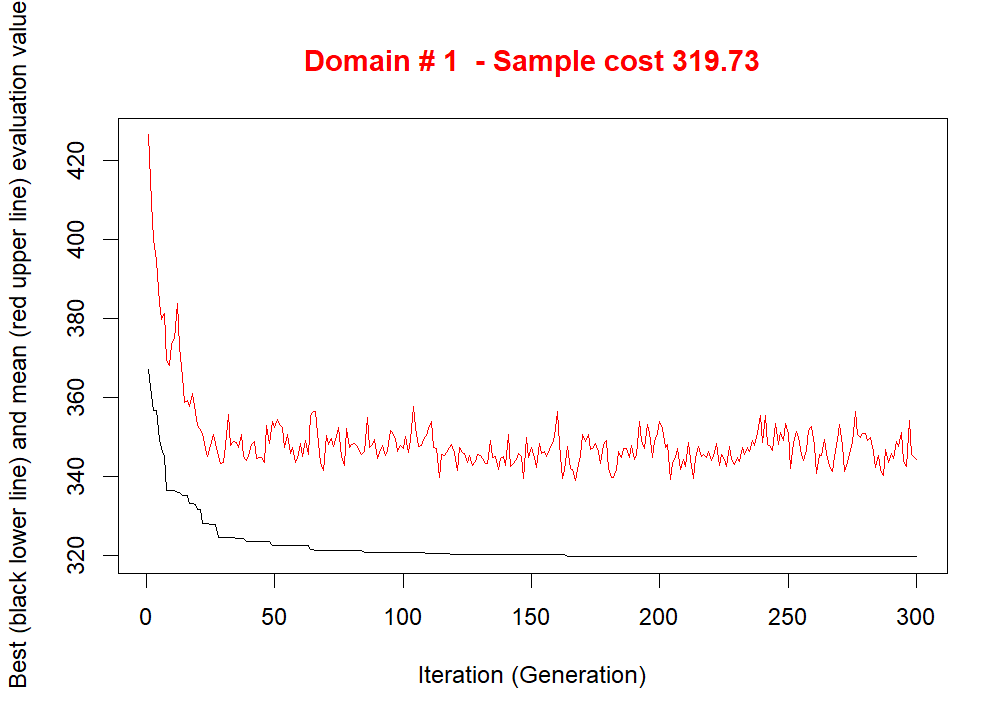 Domain # 1  - Sample cost 319.73
Best (black lower line) and mean (red upper line) evaluation value
420
400
380
360
340
320
0 50 100 150 200 250 300
Iteration (Generation)